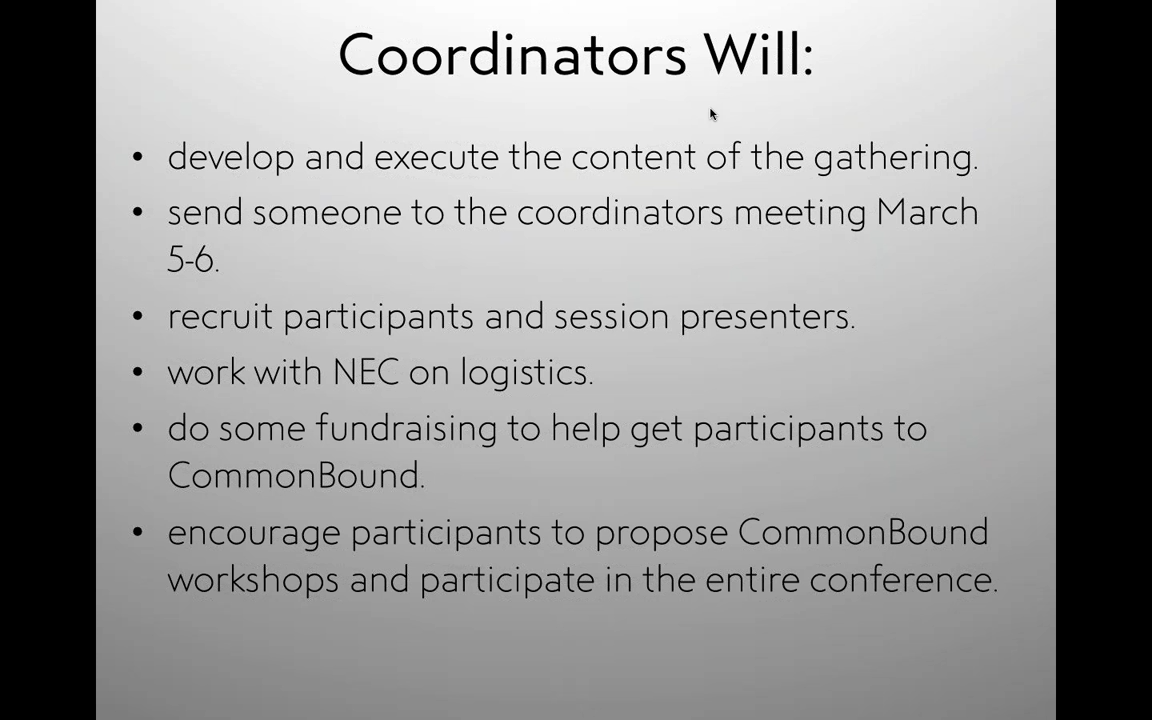 Coordinators Will:
• develop and execute the content of the gathering.
• send someone to the coordinators meeting March
5-6.
• recruit participants and session presenters.
• work with NEC on logistics.
• do some fundraising to help get participants to
CommonBound.
• encourage participants to propose CommonBound
workshops and participate in the entire conference.